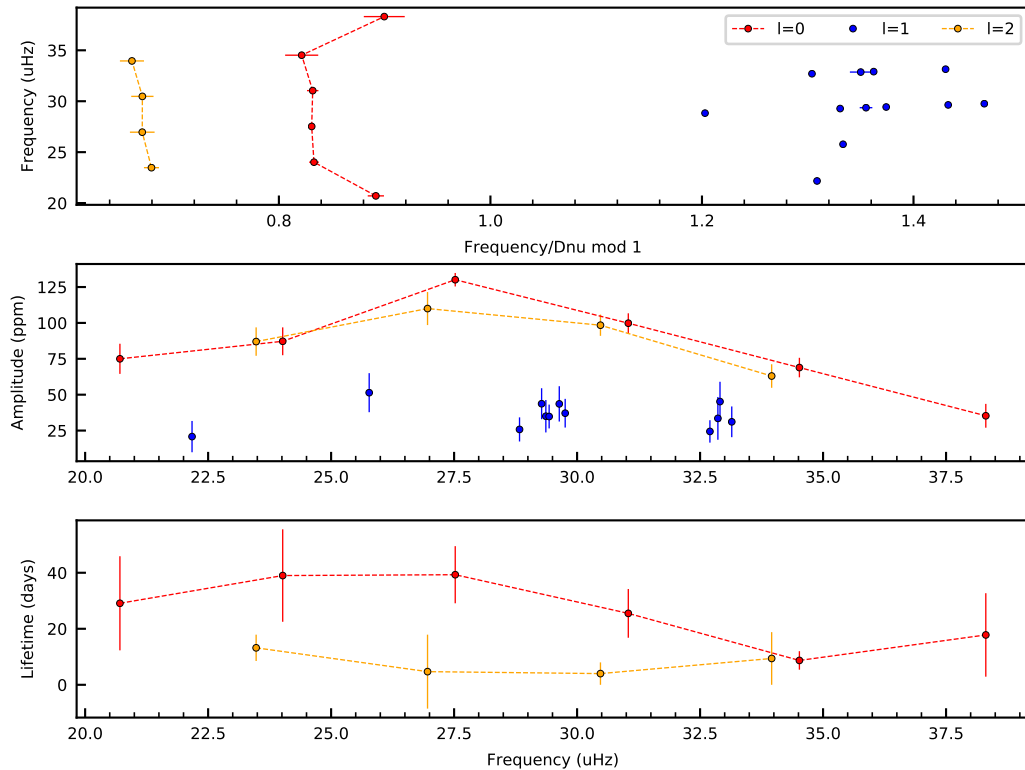 l=0 l=1 l=2
Frequency (uHz)
35
30
25
20
0.8 1.0 1.2 1.4
Frequency/Dnu mod 1
Amplitude (ppm)
125
100
75
50
25
20.0 22.5 25.0 27.5 30.0 32.5 35.0 37.5
Lifetime (days)
40
20
0
20.0 22.5 25.0 27.5 30.0 32.5 35.0 37.5
Frequency (uHz)